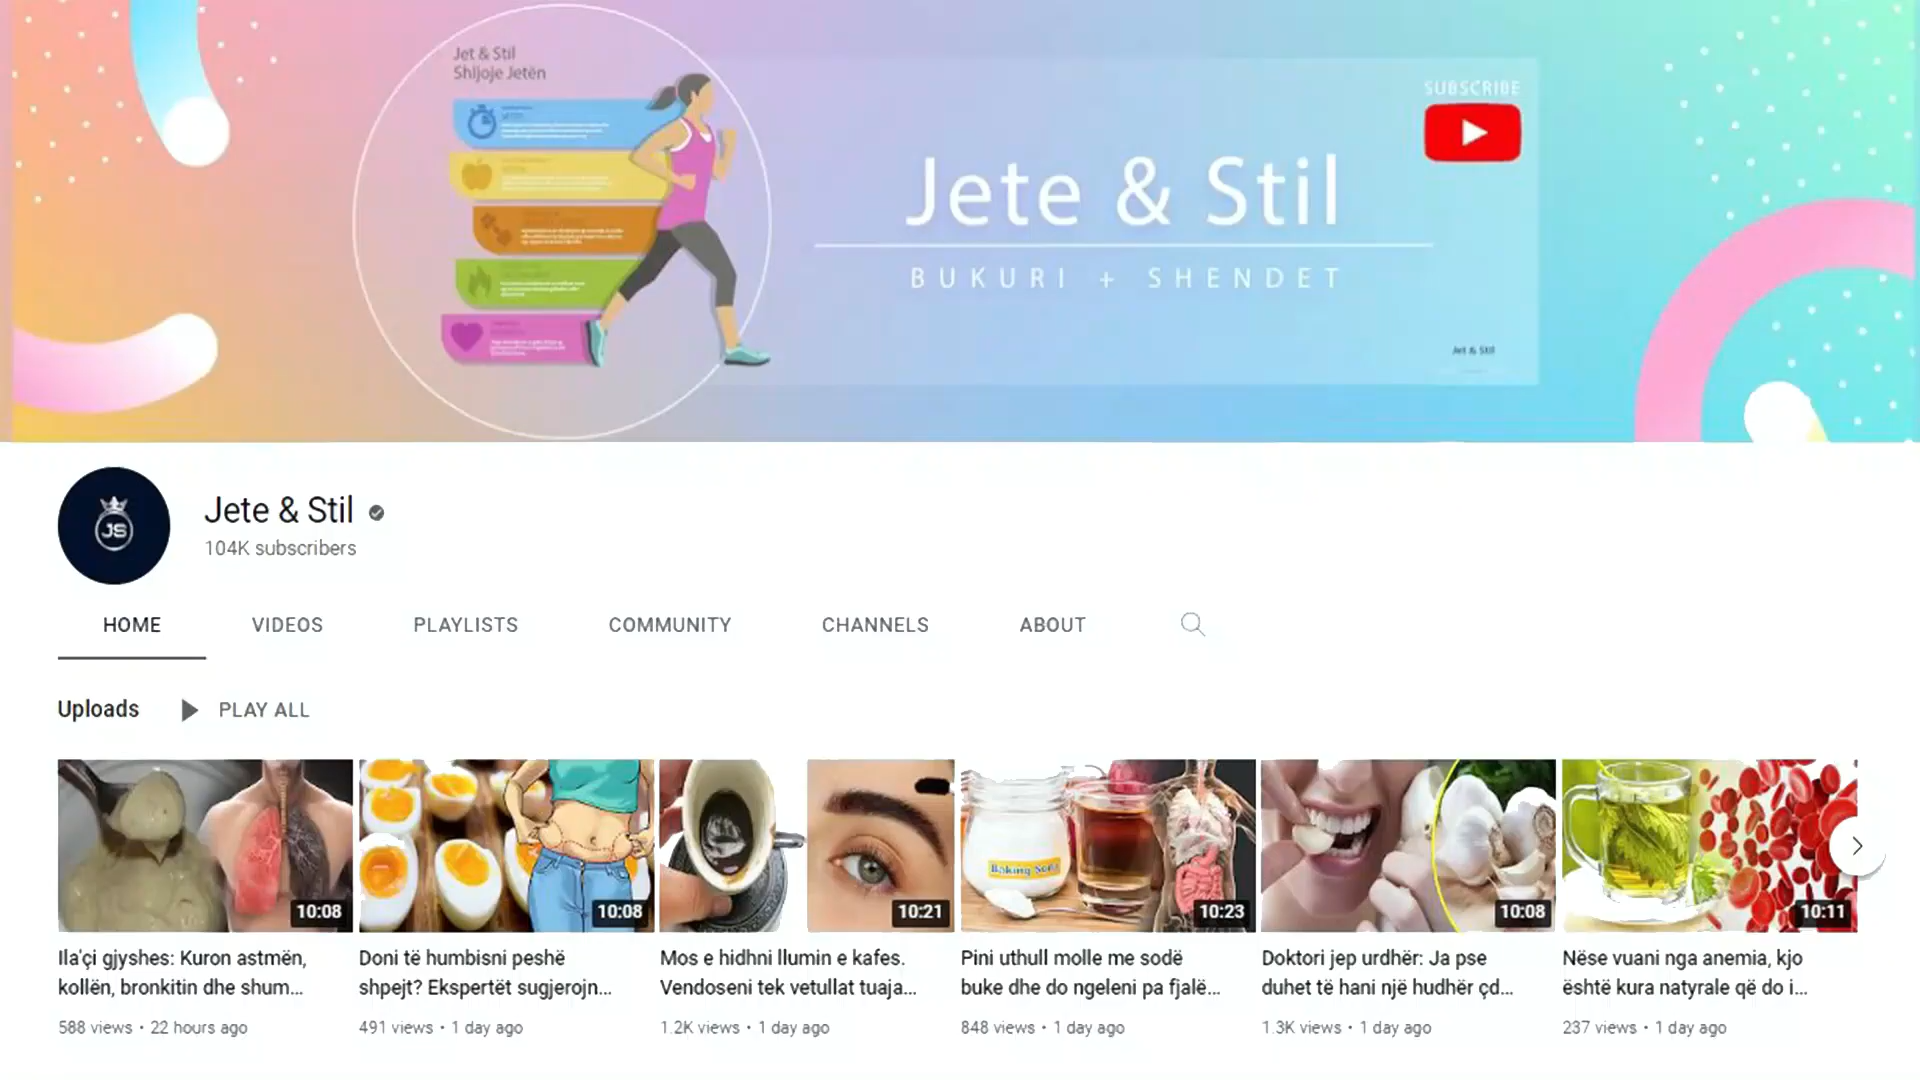 Jet & Stil
Shijoje Jetën
SUBSCRIBE
Jete & Stil
BUKURI + SHENDET
Jet & Stil
JS
Jete & Stil
104K subscribers
HOME VIDEOS PLAYLISTS COMMUNITY CHANNELS ABOUT
Uploads PLAY ALL
Baking Soda
10:08 10:08 10:21 10:23 10:08 10:11
Ila'çi gjyshes: Kuron astmën,
kollën, bronkitin dhe shum...
588 views • 22 hours ago
Doni të humbisni peshë
shpejt? Ekspertët sugjerojn...
491 views • 1 day ago
Mos e hidhni llumin e kafes.
Vendoseni tek vetullat tuaja...
1.2K views • 1 day ago
Pini uthull molle me sodë
buke dhe do ngeleni pa fjalë...
848 views • 1 day ago
Doktori jep urdhër: Ja pse
duhet të hani një hudhër çd...
1.3K views • 1 day ago
Nëse vuani nga anemia, kjo
është kura natyrale që do i...
237 views • 1 day ago